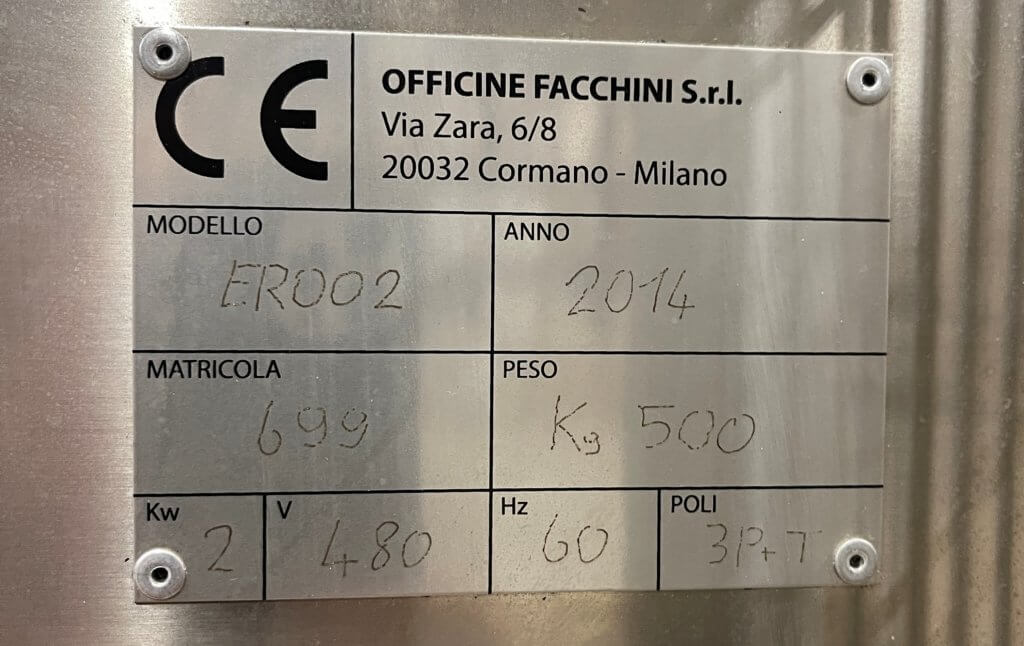 CE
OFFICINE FACCHINI S.r.l.
Via Zara, 6/8
20032 Cormano - Milano
MODELLO
ER002
ANNO
2014
MATRICOLA
699
PESO
Kg 500
Kw
2
V
480
Hz
60
POLI
3P+T